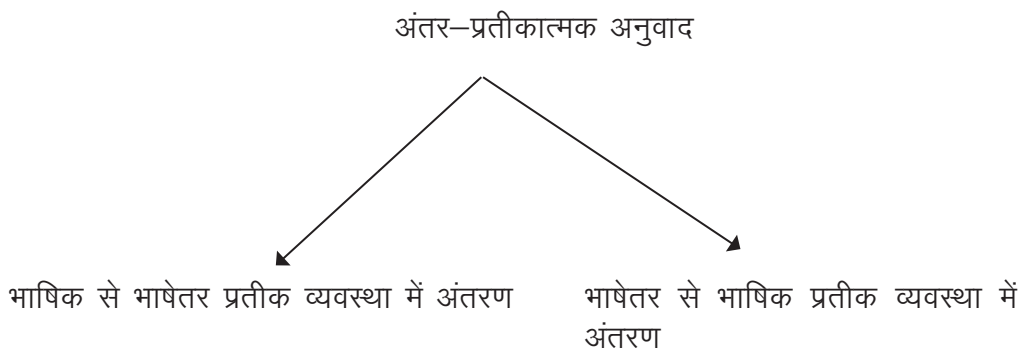 अंतर–प्रतीकात्मक अनुवाद
भाषिक से भाषेतर प्रतीक व्यवस्था में अंतरण
भाषेतर से भाषिक प्रतीक व्यवस्था में
अंतरण